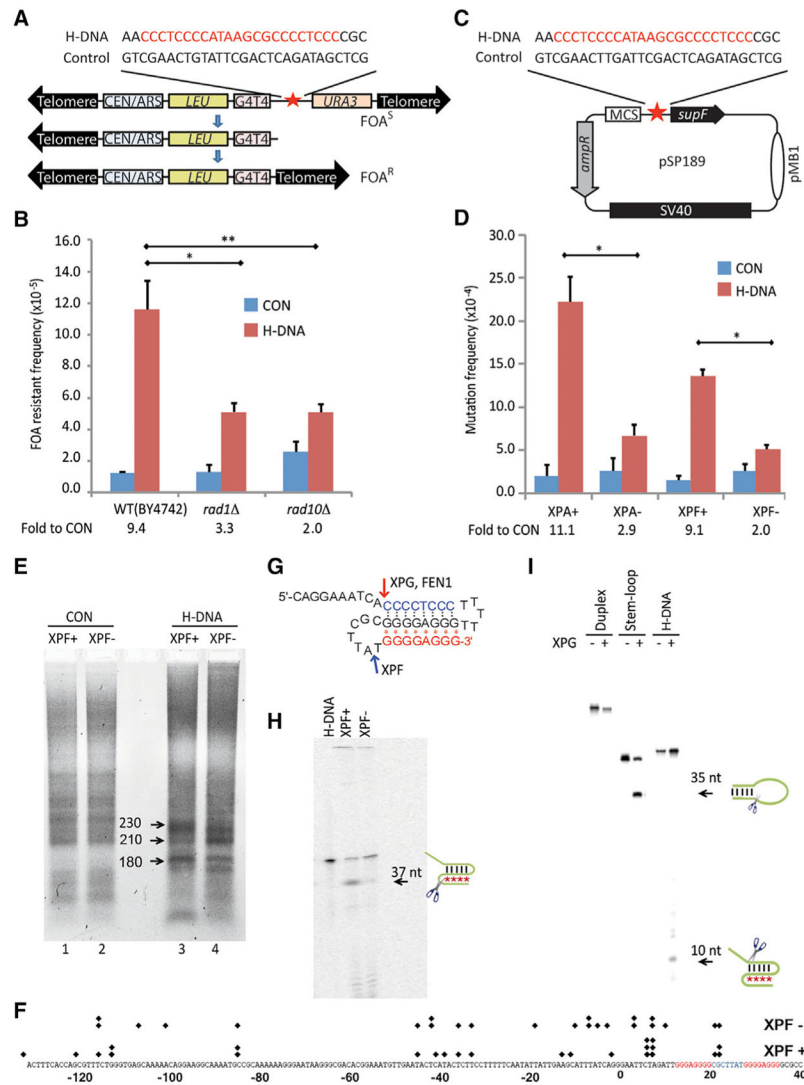 A
H-DNA AACCCTCCCCATAAGCGCCCCTCCCCGC
Control GTCGAACTGTATTCGACTCAGATAGCTCG
Telomere CEN/ARS LEU G4T4 URA3 Telomere
FOA^S
Telomere CEN/ARS LEU G4T4
Telomere CEN/ARS LEU G4T4 Telomere FOA^R
B
16.0
14.0
12.0
10.0
8.0
6.0
4.0
2.0
0.0
FOA resistant frequency (x10⁻⁵)
**
*
CON
H-DNA
WT(BY4742) rad1Δ rad10Δ
Fold to CON 9.4 3.3 2.0
C
H-DNA AACCCTCCCCATAAGCGCCCCTCCCCGC
Control GTCGAACTTGATTCGACTCAGATAGCTCG
MCS supF
ampR
pSP189
pMB1
SV40
D
30.0
25.0
20.0
15.0
10.0
5.0
0.0
Mutation frequency (x10⁻⁴)
*
*
CON
H-DNA
XPA+ XPA- XPF+ XPF-
Fold to CON 11.1 2.9 9.1 2.0
E
CON H-DNA
XPF+ XPF- XPF+ XPF-
230
210
180
1 2 3 4
G
XPG, FEN1
5'-CAGGAAATCA CCCCTCCC T T T T
CGC GGGGAGGG
T T A T GGGGAGGG-3'
XPF
H
H-DNA
XPF+
XPF-
37 nt
I
Duplex
Stem-loop
H-DNA
XPG - + - + - +
35 nt
10 nt
F
XPF -
XPF +
-120 -100 -80 -60 -40 -20 0 20 40